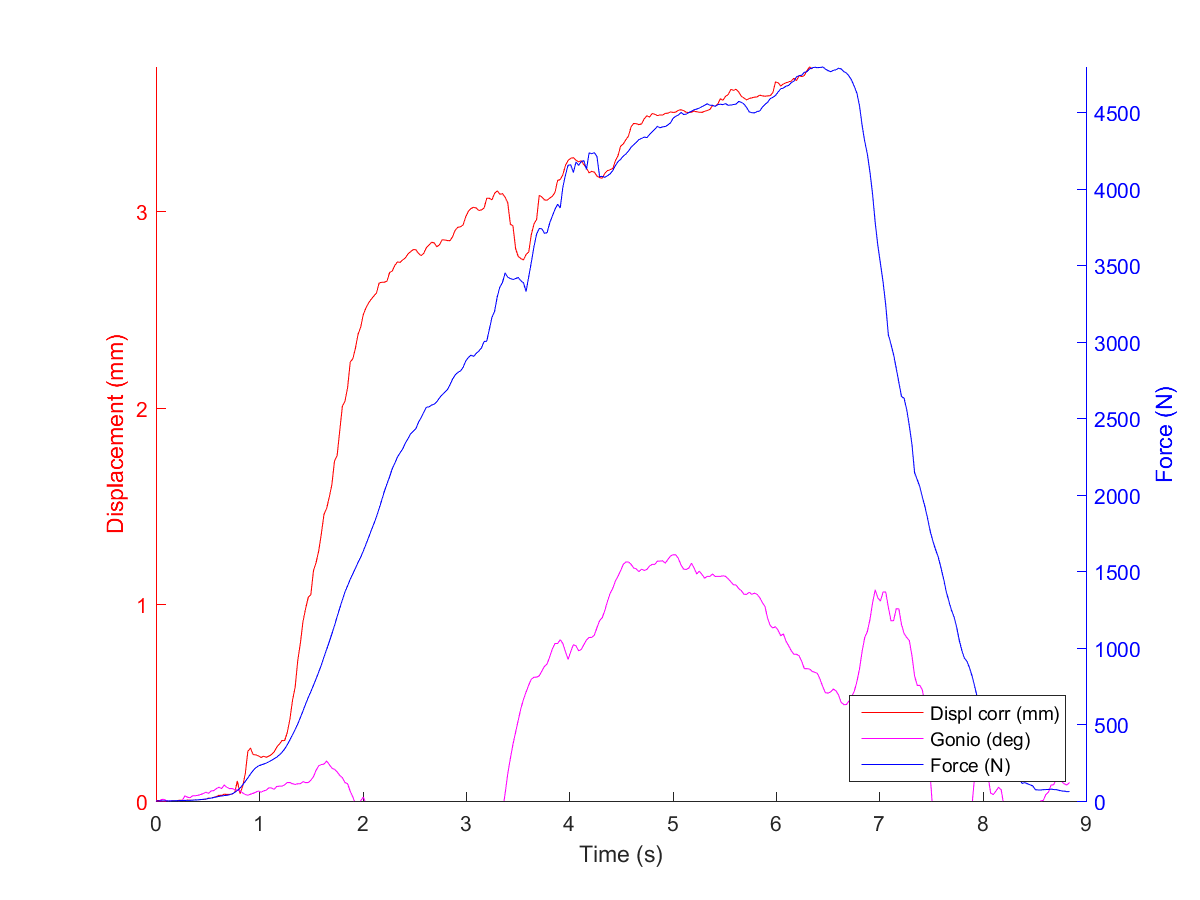 Displacement (mm)
3
2
1
0
4500
4000
3500
3000
2500
2000
1500
1000
500
0
Force (N)
Displ corr (mm)
Gonio (deg)
Force (N)
0 1 2 3 4 5 6 7 8 9
Time (s)